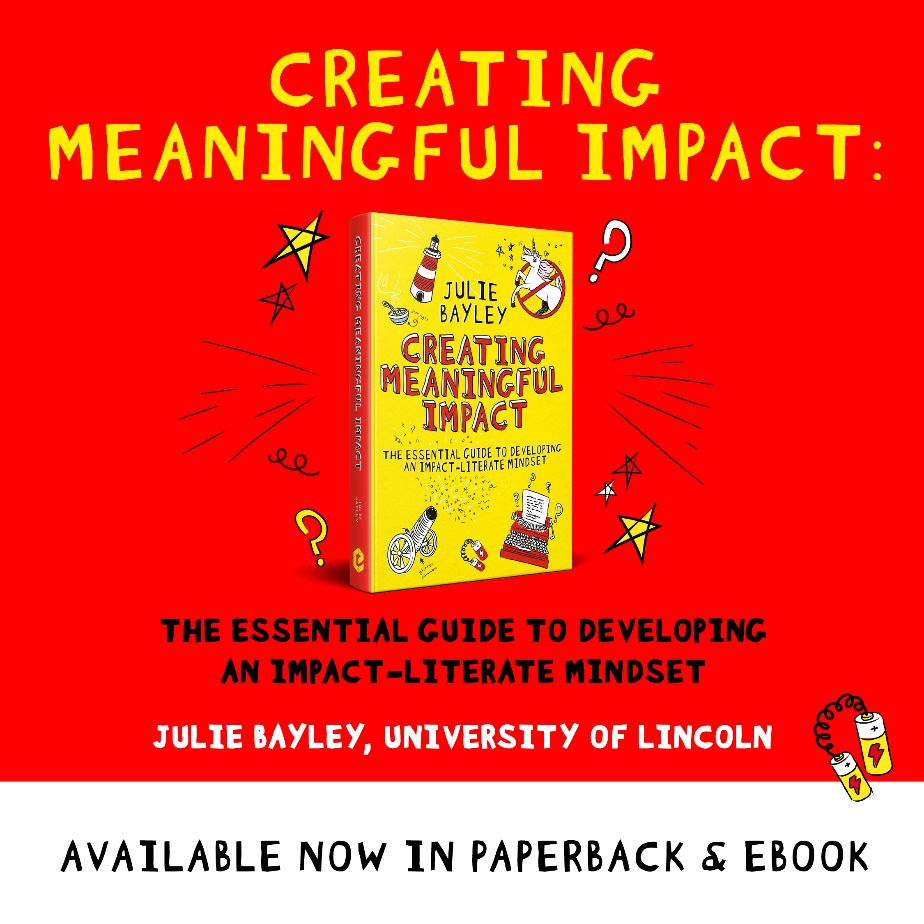 CREATING
MEANINGFUL IMPACT:
CREATING MEANINGFUL IMPACT
JULIE
BAYLEY
CREATING
MEANINGFUL
IMPACT
THE ESSENTIAL GUIDE TO DEVELOPING
AN IMPACT-LITERATE MINDSET
THE ESSENTIAL GUIDE TO DEVELOPING
AN IMPACT-LITERATE MINDSET
JULIE BAYLEY, UNIVERSITY OF LINCOLN
AVAILABLE NOW IN PAPERBACK & EBOOK